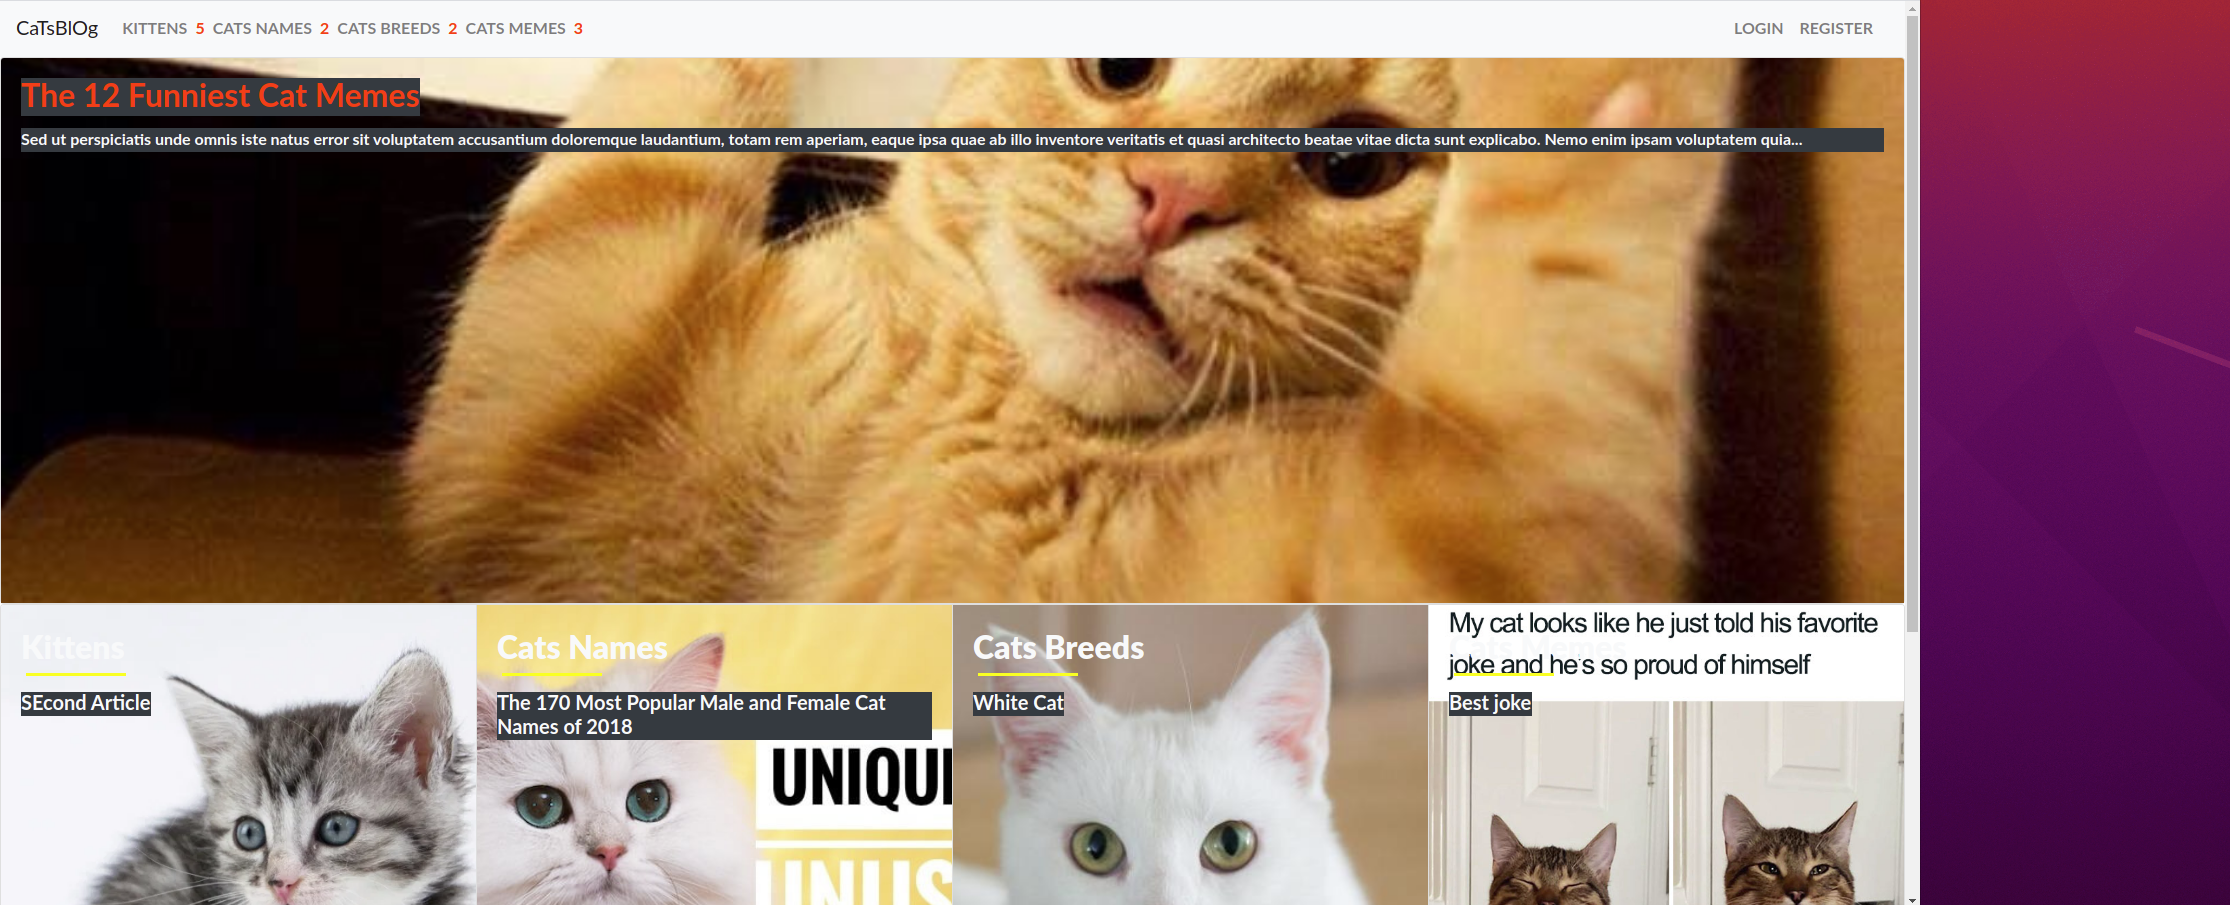 CaTsBlOg KITTENS 5 CATS NAMES 2 CATS BREEDS 2 CATS MEMES 3 LOGIN REGISTER
The 12 Funniest Cat Memes
Sed ut perspiciatis unde omnis iste natus error sit voluptatem accusantium doloremque laudantium, totam rem aperiam, eaque ipsa quae ab illo inventore veritatis et quasi architecto beatae vitae dicta sunt explicabo. Nemo enim ipsam voluptatem quia...
Kittens
SEcond Article
Cats Names
The 170 Most Popular Male and Female Cat
Names of 2018
UNIQU
UNUS
Cats Breeds
White Cat
My cat looks like he just told his favorite
Cats Memes
joke and he's so proud of himself
Best joke